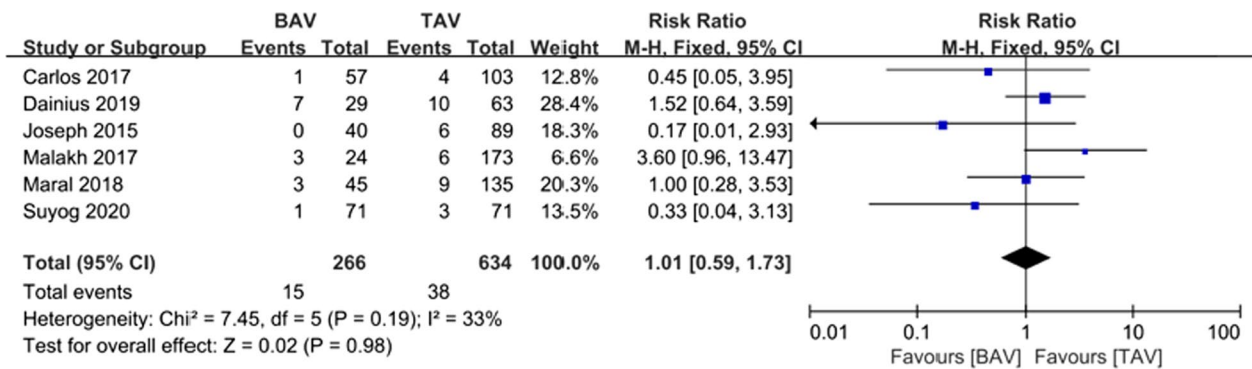 BAV TAV Risk Ratio Risk Ratio
Study or Subgroup Events Total Events Total Weight M-H, Fixed, 95% CI M-H, Fixed, 95% CI
Carlos 2017 1 57 4 103 12.8% 0.45 [0.05, 3.95]
Dainius 2019 7 29 10 63 28.4% 1.52 [0.64, 3.59]
Joseph 2015 0 40 6 89 18.3% 0.17 [0.01, 2.93]
Malakh 2017 3 24 6 173 6.6% 3.60 [0.96, 13.47]
Maral 2018 3 45 9 135 20.3% 1.00 [0.28, 3.53]
Suyog 2020 1 71 3 71 13.5% 0.33 [0.04, 3.13]
Total (95% CI) 266 634 100.0% 1.01 [0.59, 1.73]
Total events 15 38
Heterogeneity: Chi² = 7.45, df = 5 (P = 0.19); I² = 33%
Test for overall effect: Z = 0.02 (P = 0.98)
0.01 0.1 1 10 100
Favours [BAV] Favours [TAV]